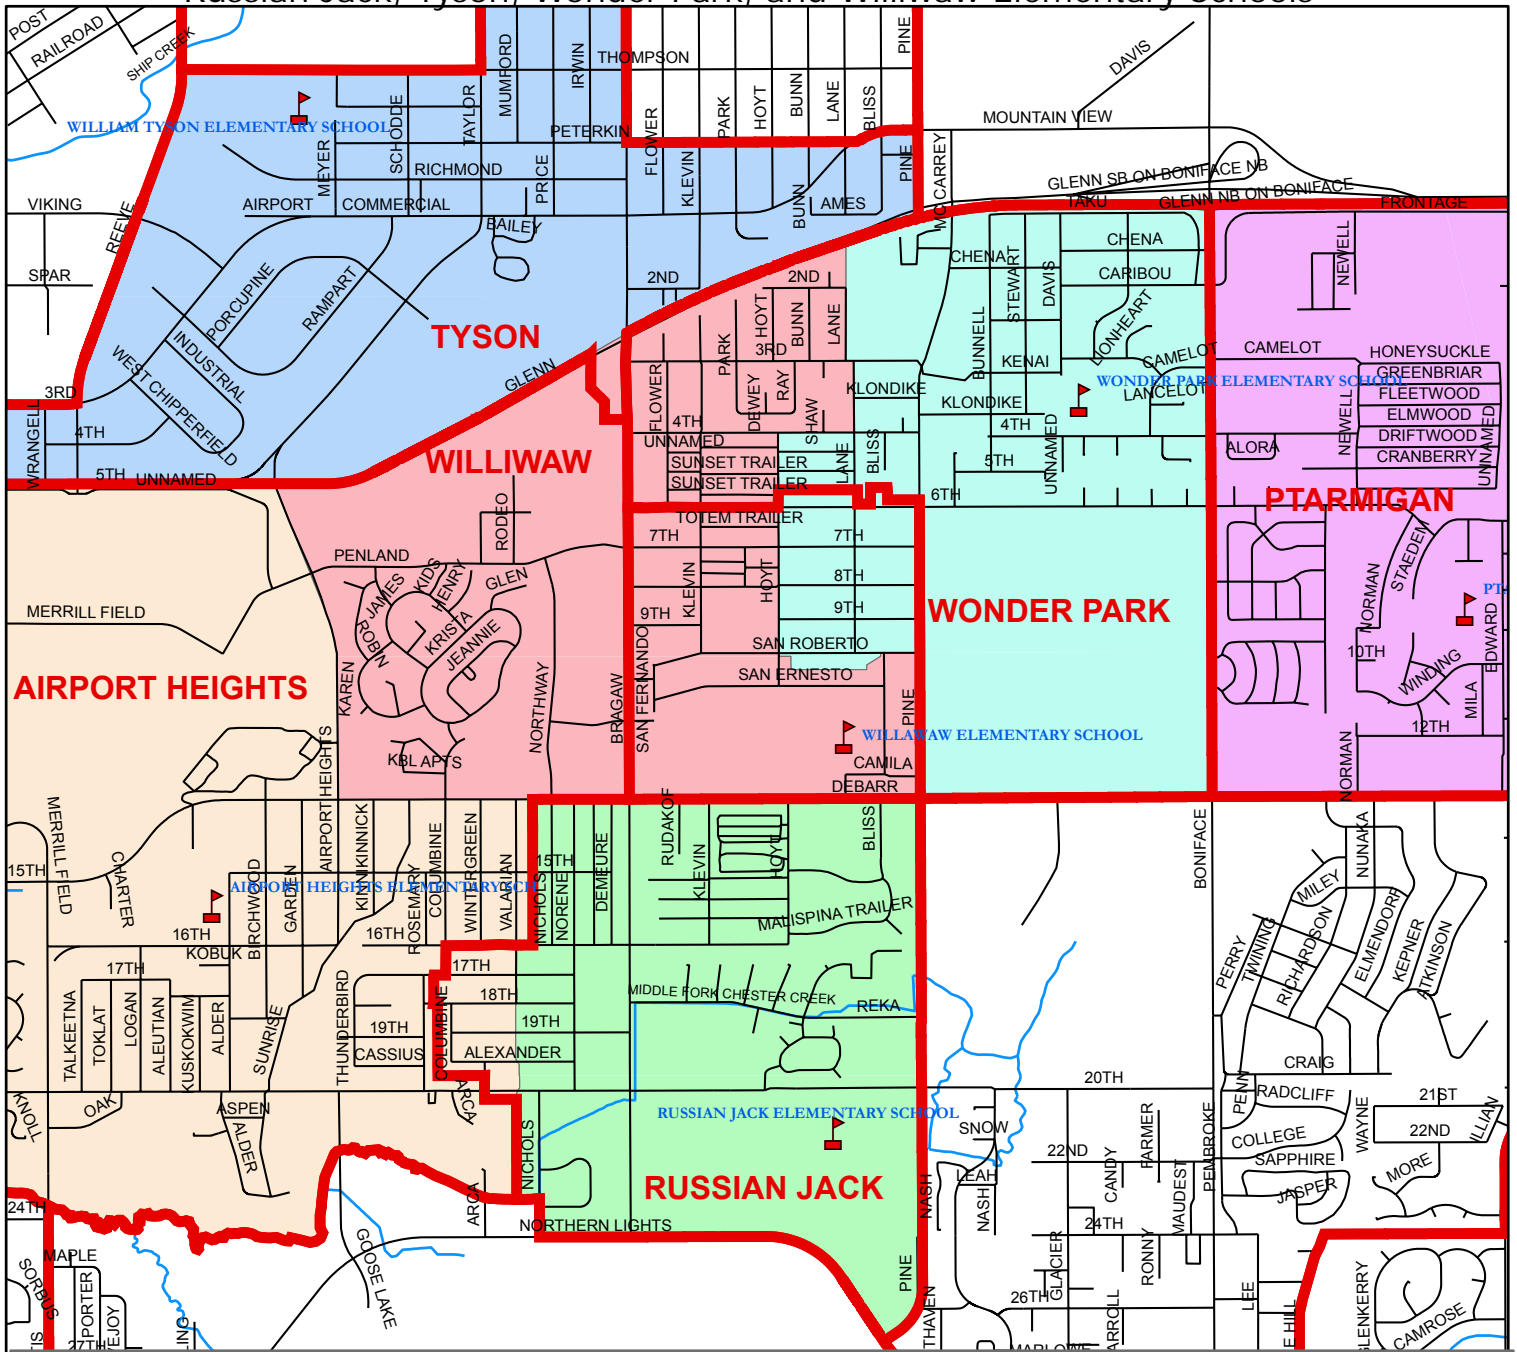 Russian Jack, Tyson, Wonder Park, and Williwaw Elementary Schools
POST
RAILROAD
SHIP CREEK
THOMPSON
MUMFORD
IRWIN
PINE
DAVIS
WILLIAM TYSON ELEMENTARY SCHOOL
MEYER
SCHODDE
TAYLOR
PETERKIN
FLOWER
PARK
HOYT
BUNN
LANE
BLISS
MOUNTAIN VIEW
RICHMOND
PRICE
KLEVIN
BUNN
PINE
MCCARREY
GLENN SB ON BONIFACE NB
GLENN NB ON BONIFACE
VIKING
REEVE
AIRPORT
COMMERCIAL
BAILEY
AMES
TAKU
FRONTAGE
SPAR
PORCUPINE
RAMPART
2ND
2ND
CHENA
CHENA
CARIBOU
STEWART
DAVIS
NEWELL
INDUSTRIAL
WEST CHIPPERFIELD
TYSON
GLENN
PARK
HOYT
BUNN
LANE
3RD
BUNNELL
KENAI
LIONHEART
CAMELOT
CAMELOT
HONEYSUCKLE
GREENBRIAR
FLEETWOOD
ELMWOOD
DRIFTWOOD
CRANBERRY
3RD
WRANGELL
4TH
5TH
UNNAMED
FLOWER
DEWEY
RAY
SHAW
KLONDIKE
KLONDIKE
WONDER PARK ELEMENTARY SCHOOL
LANCELOT
NEWELL
UNNAMED
4TH
UNNAMED
SUNSET TRAILER
SUNSET TRAILER
LANE
BLISS
4TH
5TH
6TH
UNNAMED
ALORA
WILLIWAW
PTARMIGAN
RODEO
TOTEM TRAILER
7TH
7TH
PENLAND
JAMES
KIDS
HENRY
GLEN
KLEVIN
HOYT
8TH
9TH
9TH
STAEDEM
NORMAN
MERRILL FIELD
ROBIN
KRISTA
JEANNIE
WONDER PARK
SAN ROBERTO
SAN ERNESTO
10TH
WINDING
EDWARD
MILA
12TH
AIRPORT HEIGHTS
KAREN
NORTHWAY
BRAGAW
SAN FERNANDO
PINE
WILLAWAW ELEMENTARY SCHOOL
KBL APTS
CAMILA
DEBARR
NORMAN
MERRILL FELD
CHARTER
AIRPORT HEIGHTS
KINNIKINNICK
COLUMBINE
WINTERGREEN
VALARIAN
ROSEMARY
15TH
BIRCHWOOD
GARDEN
AIRPORT HEIGHTS ELEMENTARY SCH
15TH
NICHOLS
NORENE
DEMEURE
RUDAKOF
KLEVIN
HOYT
BLISS
MALISPINA TRAILER
BONIFACE
NUNAKA
MILEY
16TH
KOBUK
16TH
PERRY
TWINING
RICHARDSON
ELMENDORF
KEPNER
ATKINSON
17TH
17TH
18TH
19TH
19TH
TALKEETNA
TOKLAT
LOGAN
ALEUTIAN
KUSKOKWIM
ALDER
SUNRISE
THUNDERBIRD
CASSIUS
COLUMBINE
ALEXANDER
MIDDLE FORK CHESTER CREEK
REKA
CRAIG
KNOLL
OAK
ASPEN
ALDER
ARCA
RUSSIAN JACK ELEMENTARY SCHOOL
20TH
PENN
RADCLIFF
COLLEGE
SAPPHIRE
JASPER
WAYNE
21ST
22ND
MORE
SNOW
22ND
LEAH
NASH
NASH
CANDY
FARMER
MAUDEST
PEMBROKE
NICHOLS
RUSSIAN JACK
24TH
ARCA
NORTHERN LIGHTS
24TH
GOOSE LAKE
PINE
GLACIER
RONNY
LEE
MAPLE
SORBUS
PORTER
26TH
CAMROSE
27TH